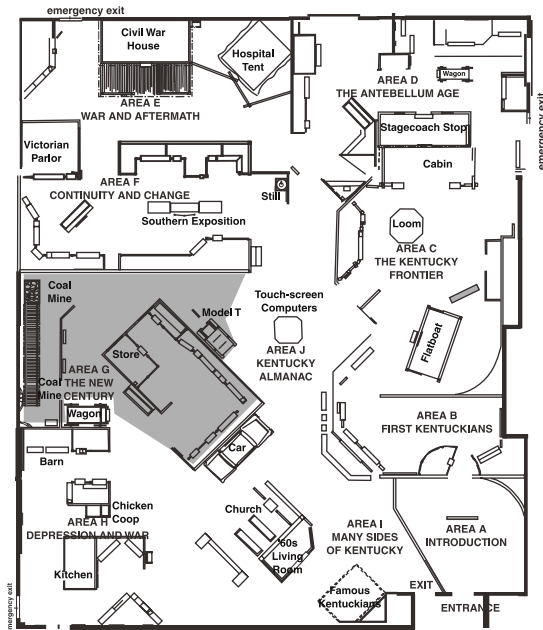 emergency exit
Civil War
House
Hospital
Tent
AREA D
THE ANTEBELLUM AGE
Wagon
AREA E
WAR AND AFTERMATH
Stagecoach Stop
emergency exit
Victorian
Parlor
Cabin
AREA F
CONTINUITY AND CHANGE
Still
Southern Exposition
Loom
AREA C
THE KENTUCKY
FRONTIER
Coal
Mine
Touch-screen
Computers
Model T
Flatboat
Store
AREA J
KENTUCKY
ALMANAC
AREA G
THE NEW
CENTURY
Coal
Mine
Wagon
AREA B
FIRST KENTUCKIANS
Car
Barn
Chicken
Coop
Church
AREA H
DEPRESSION AND WAR
AREA I
MANY SIDES
OF KENTUCKY
AREA A
INTRODUCTION
'50s
Living
Room
Kitchen
Famous
Kentuckians
EXIT
ENTRANCE
emergency exit